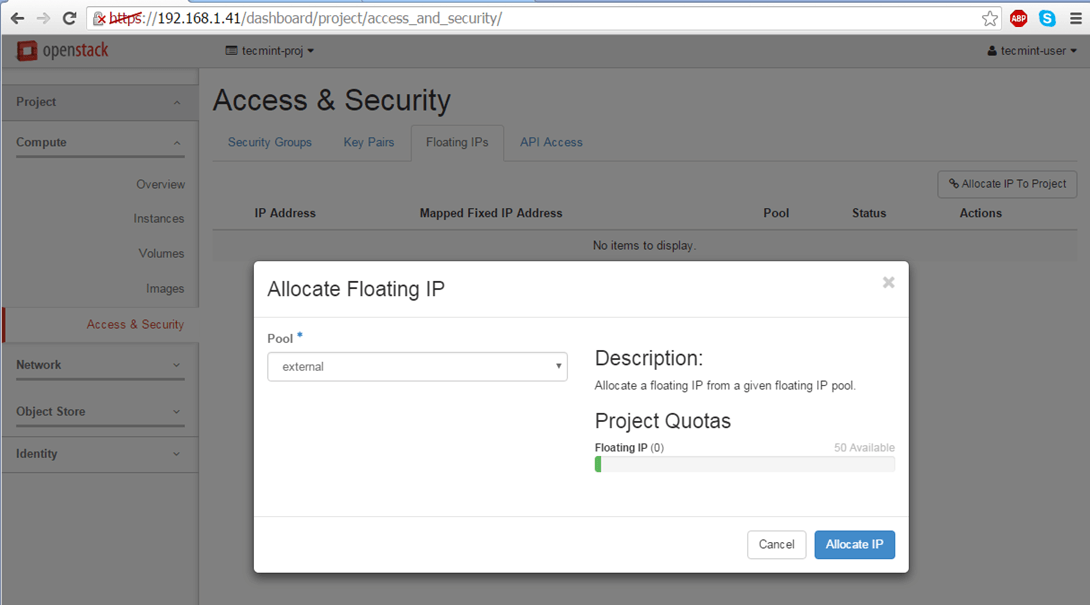 https://192.168.1.41/dashboard/project/access_and_security/
ABP
openstack
tecmint-proj
tecmint-user
Project
Compute
Overview
Instances
Volumes
Images
Access & Security
Network
Object Store
Identity
Access & Security
Security Groups Key Pairs Floating IPs API Access
Allocate IP To Project
IP Address Mapped Fixed IP Address Pool Status Actions
No items to display.
Allocate Floating IP
Pool *
external
Description:
Allocate a floating IP from a given floating IP pool.
Project Quotas
Floating IP (0) 50 Available
Cancel Allocate IP